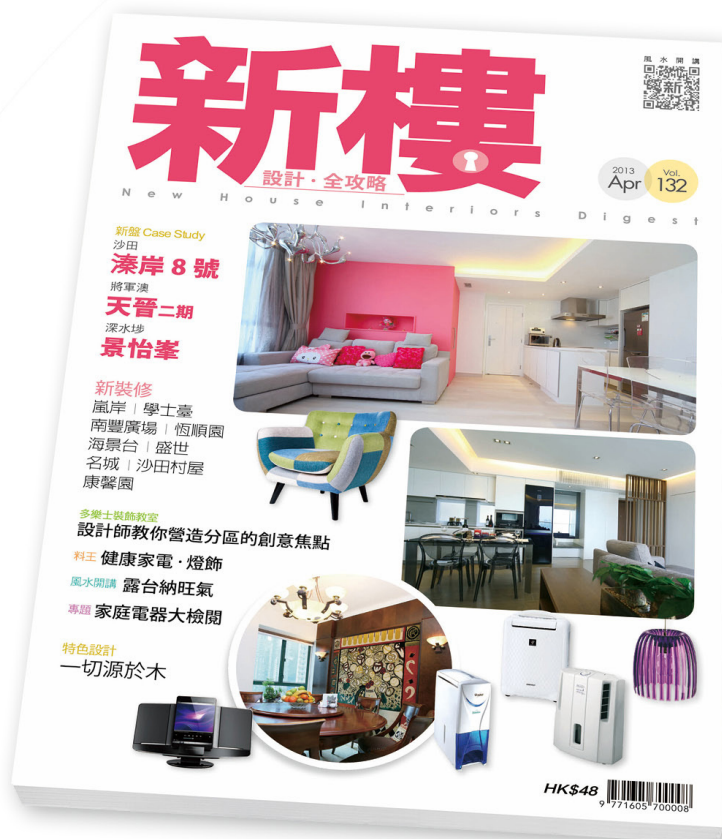 新樓
設計·全攻略
New House Interiors Digest
風水開講
新
2013
Apr
Vol.
132
新盤 Case Study
沙田
溱岸 8 號
將軍澳
天晉二期
深水埗
景怡峯
新裝修
嵐岸 | 學士臺
南豐廣場 | 恆順園
海景台 | 盛世
名城 | 沙田村屋
康馨園
多樂士裝飾教室
設計師教你營造分區的創意焦點
料王 健康家電·燈飾
風水開講 露台納旺氣
專題 家庭電器大檢閱
特色設計
一切源於木
HK$48
9 771605 700008